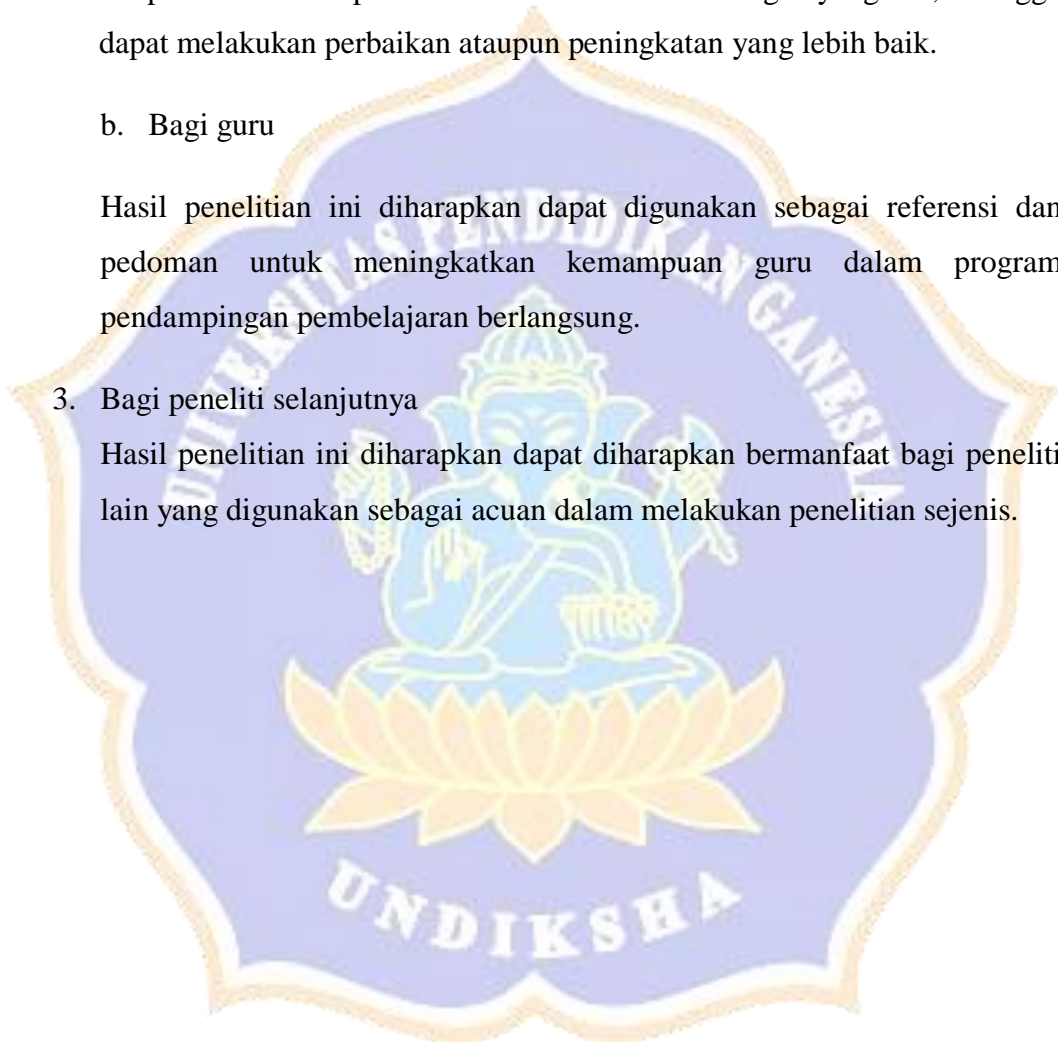 dapat melakukan perbaikan ataupun peningkatan yang lebih baik.
b. Bagi guru
Hasil penelitian ini diharapkan dapat digunakan sebagai referensi dan
pedoman untuk meningkatkan kemampuan guru dalam program
pendampingan pembelajaran berlangsung.
3. Bagi peneliti selanjutnya
Hasil penelitian ini diharapkan dapat diharapkan bermanfaat bagi peneliti
lain yang digunakan sebagai acuan dalam melakukan penelitian sejenis.
UNIVERSITAS PENDIDIKAN GANESHA
UNDIKSHA